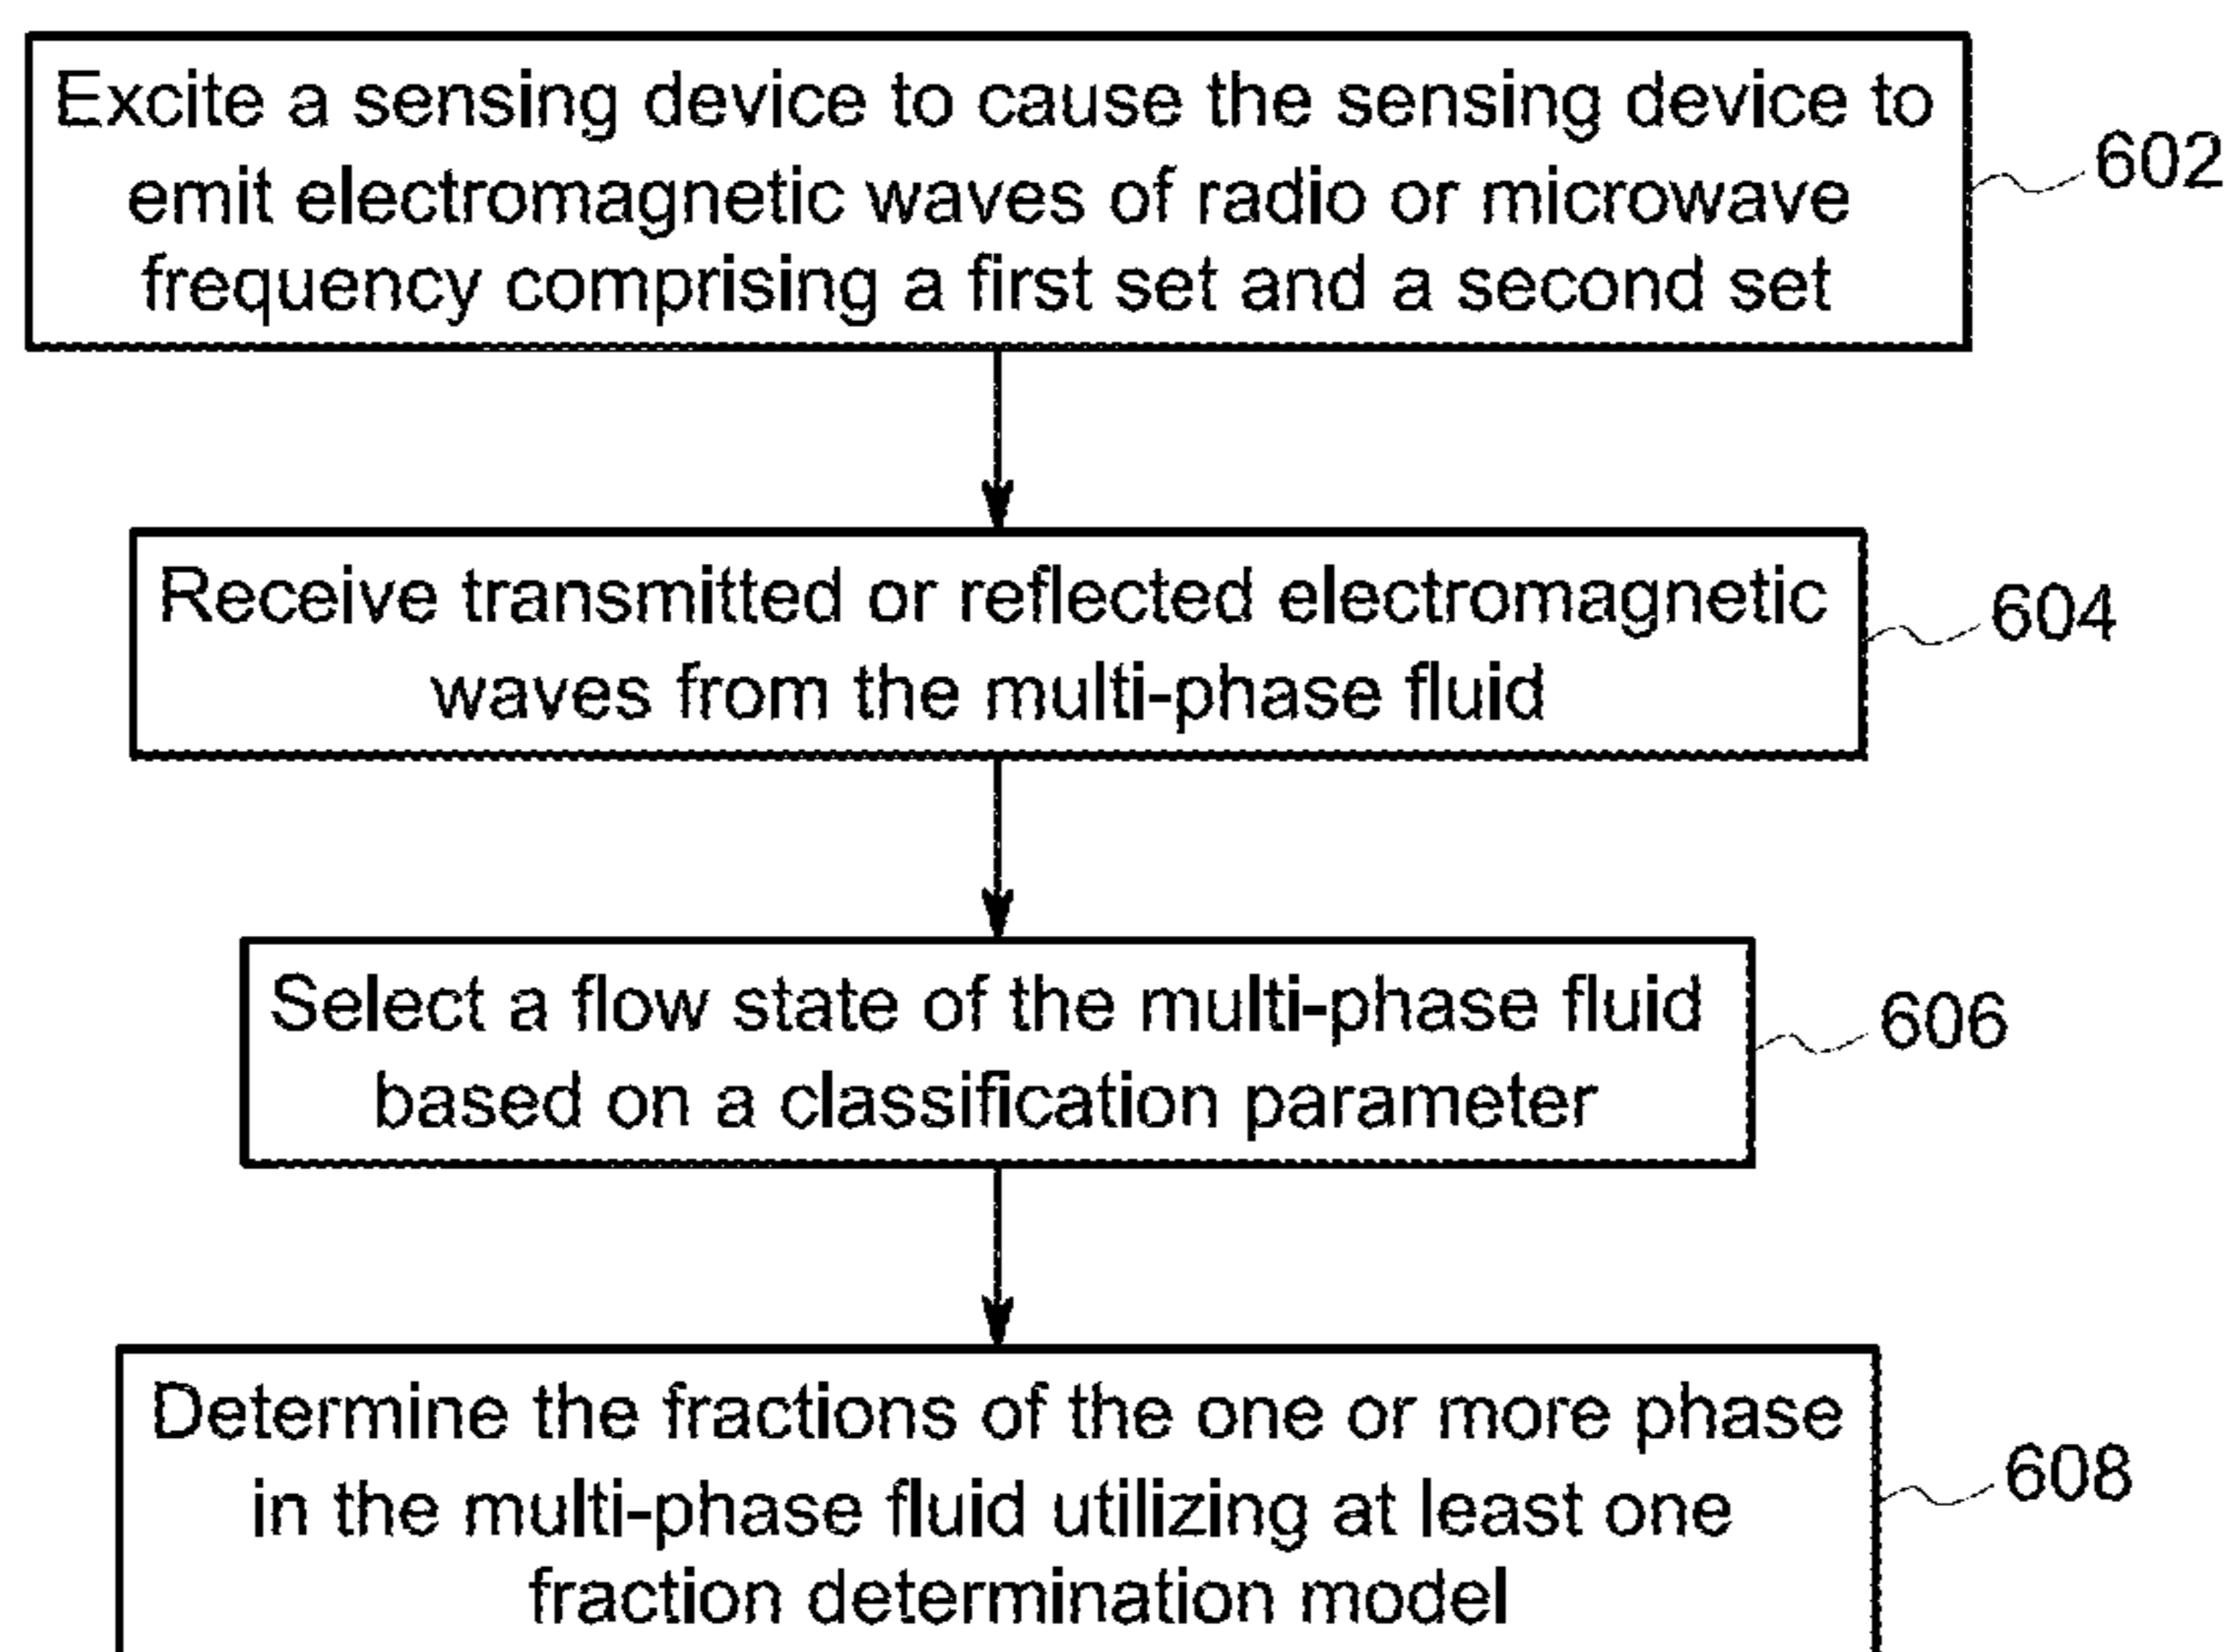 Excite a sensing device to cause the sensing device to
emit electromagnetic waves of radio or microwave
frequency comprising a first set and a second set
602
Receive transmitted or reflected electromagnetic
waves from the multi-phase fluid
604
Select a flow state of the multi-phase fluid
based on a classification parameter
606
Determine the fractions of the one or more phase
in the multi-phase fluid utilizing at least one
fraction determination model
608